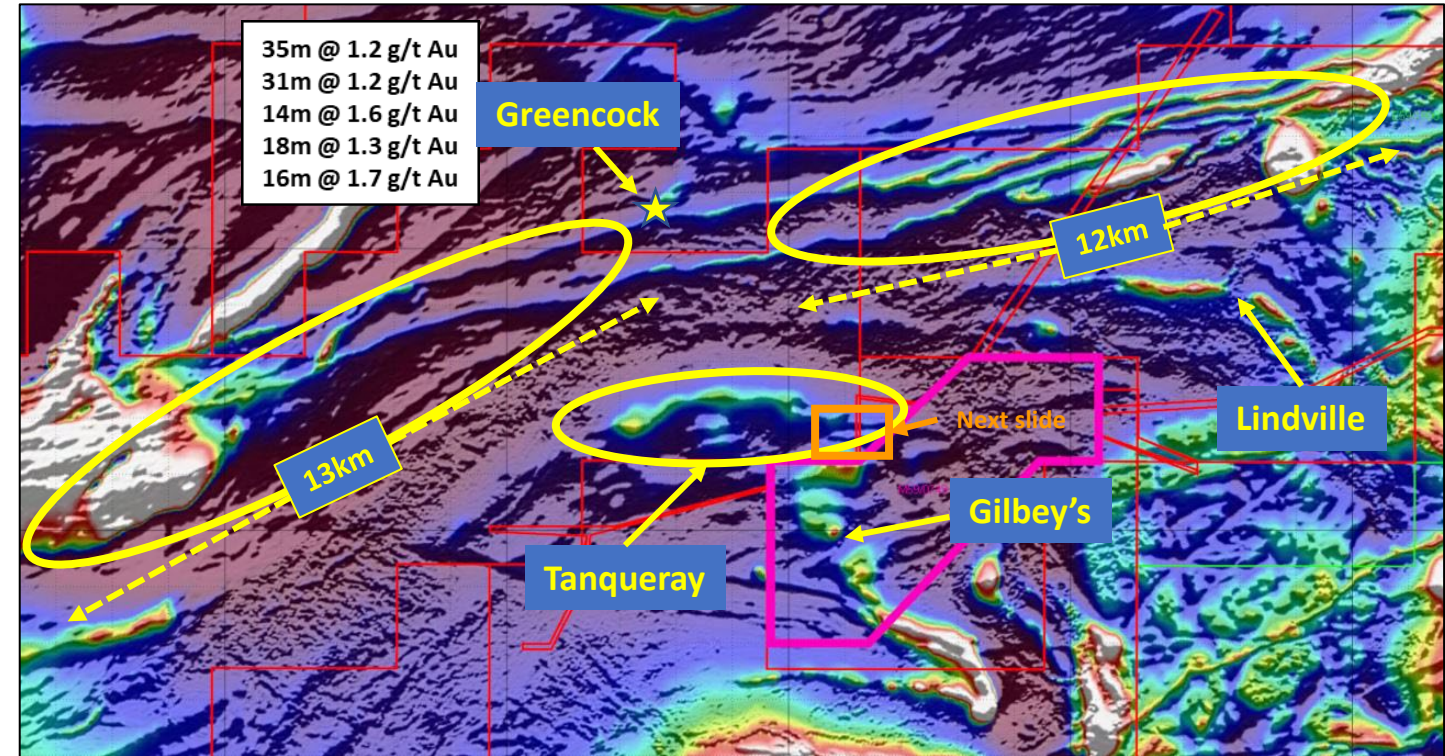 35m @ 1.2 g/t Au
31m @ 1.2 g/t Au
14m @ 1.6 g/t Au
18m @ 1.3 g/t Au
16m @ 1.7 g/t Au
Greencock
12km
13km
Next slide
Lindville
Gilbey's
Tanqueray